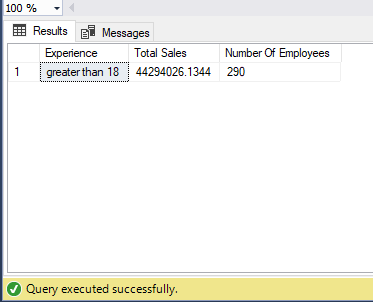 100 %
Results Messages
Experience Total Sales Number Of Employees
1 greater than 18 44294026.1344 290
Query executed successfully.